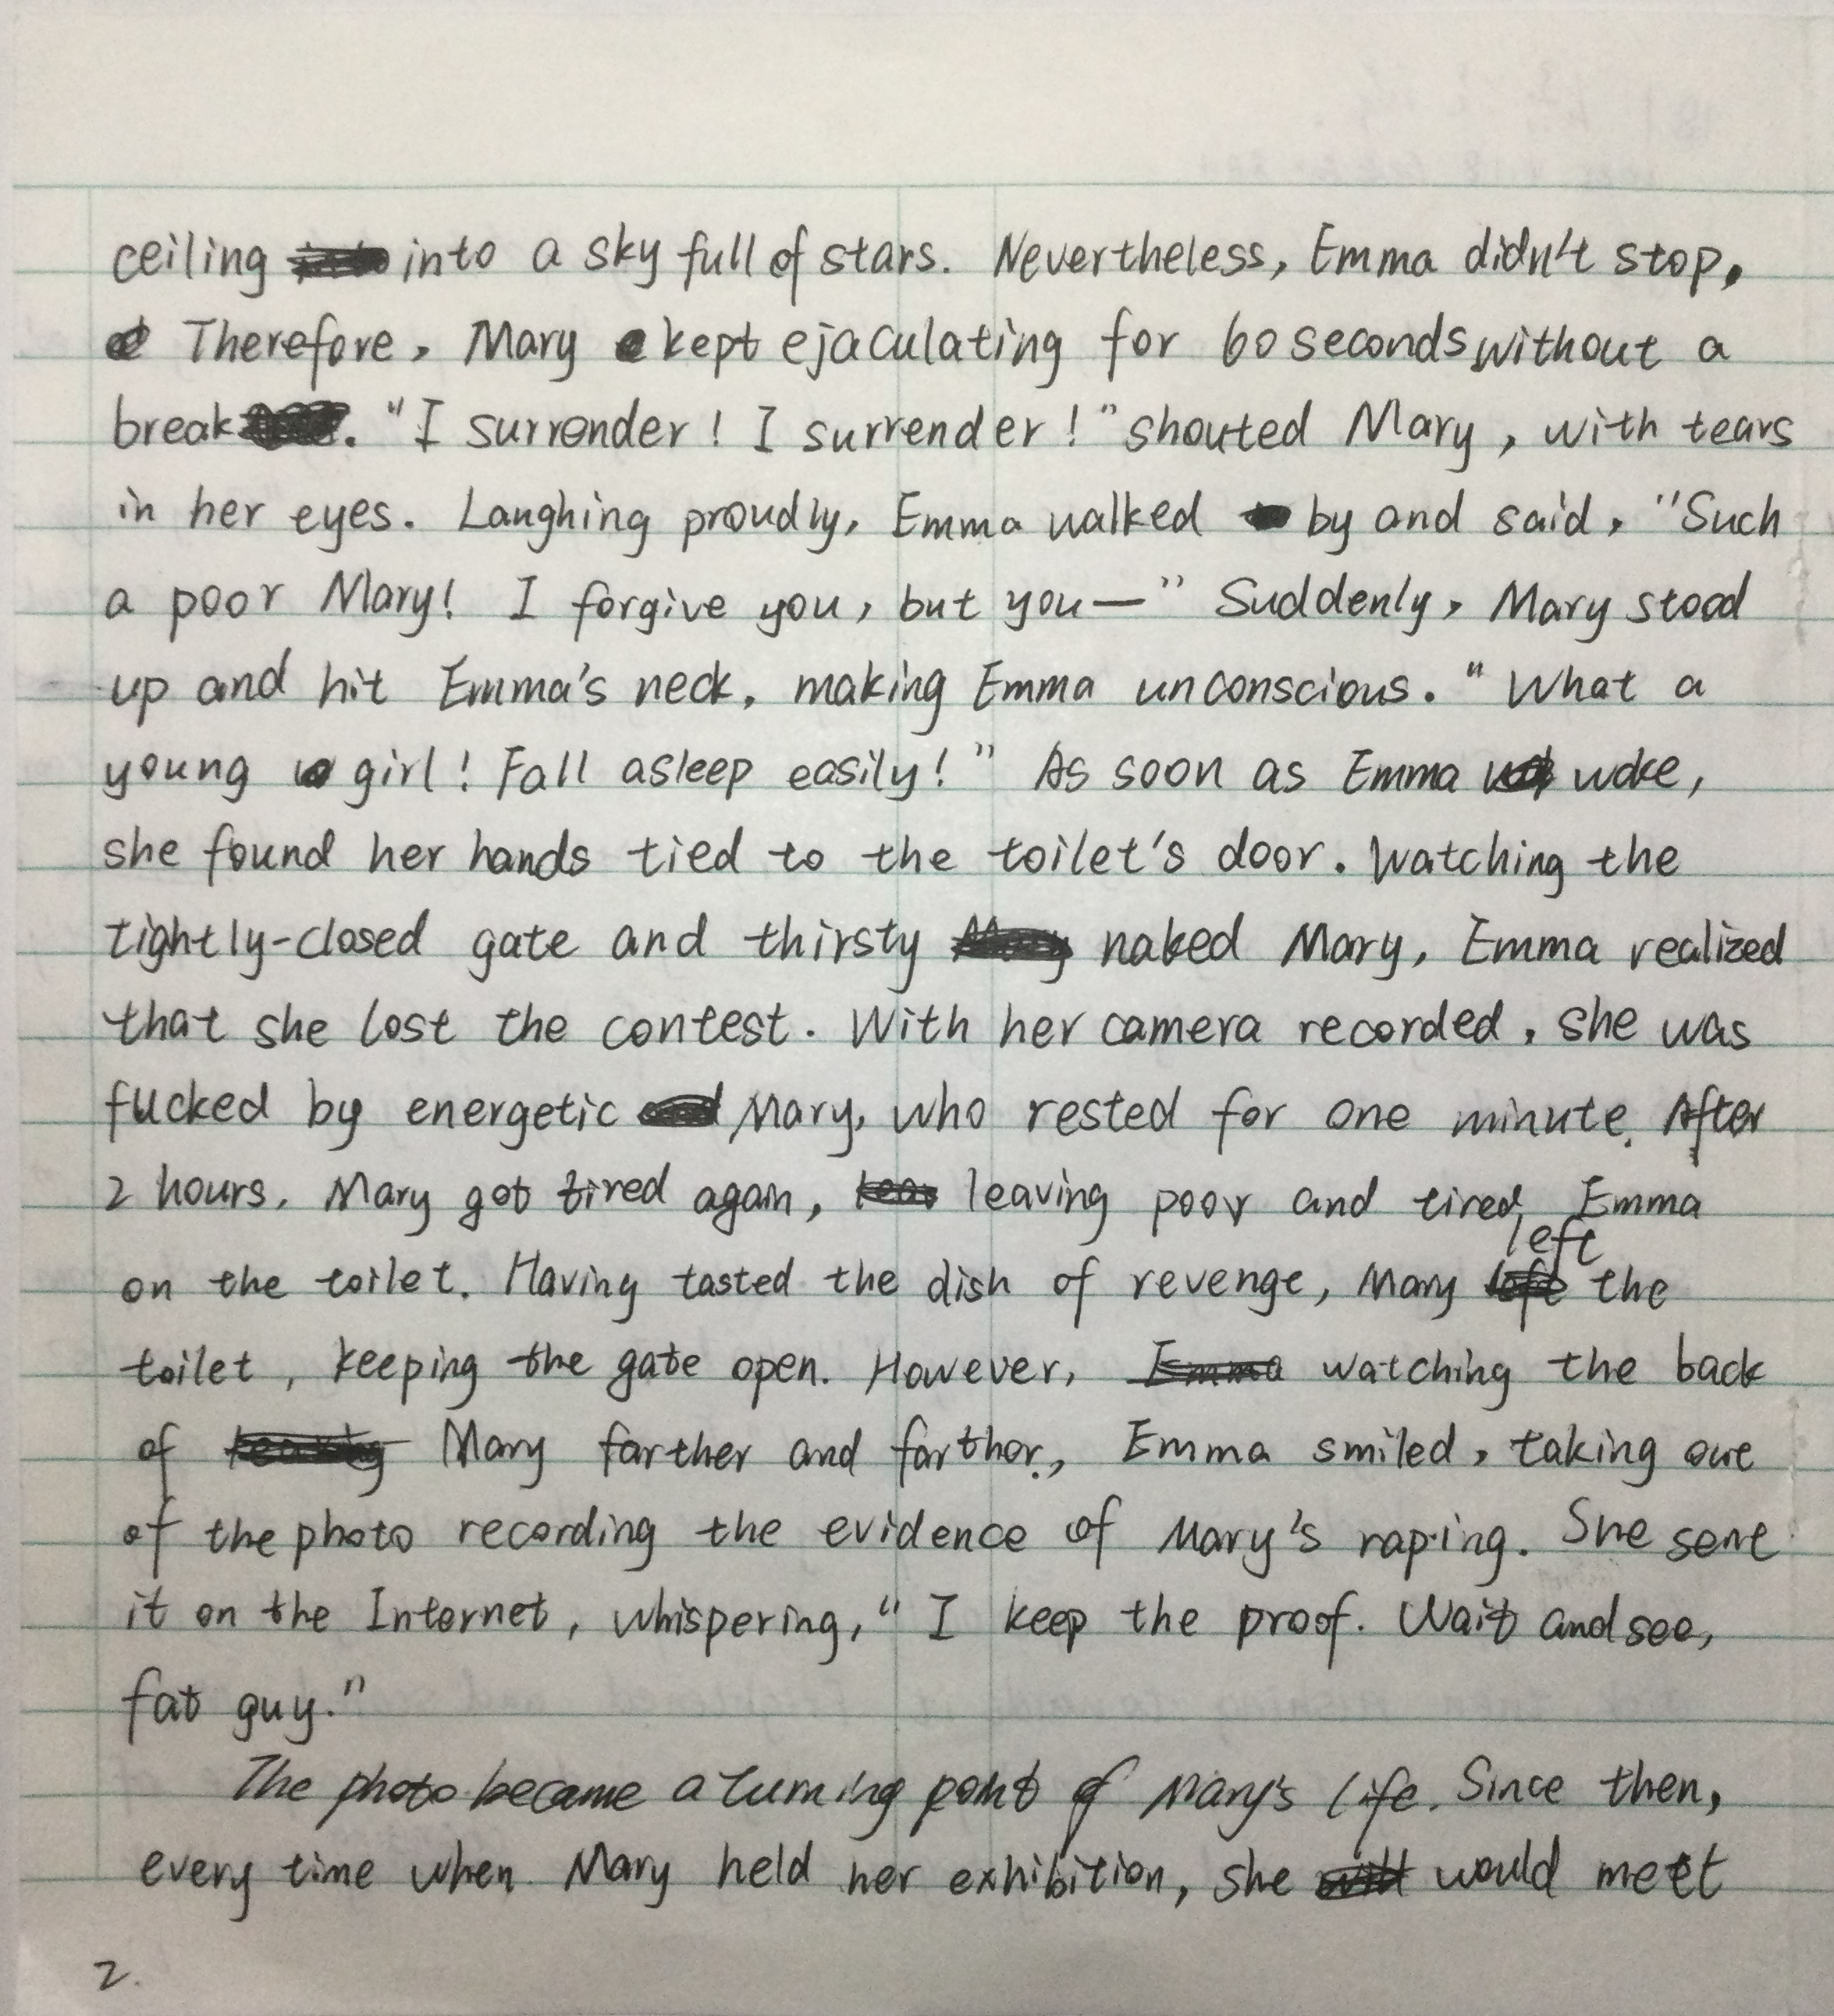 ceiling into a sky full of stars. Nevertheless, Emma didn't stop.
Therefore, Mary kept ejaculating for 60 seconds without a
break. "I surrender! I surrender!" shouted Mary, with tears
in her eyes. Laughing proudly, Emma walked by and said, "Such
a poor Mary! I forgive you, but you—" Suddenly, Mary stood
up and hit Emma's neck, making Emma unconscious. "What a
young girl! Fall asleep easily!" As soon as Emma woke,
she found her hands tied to the toilet's door. Watching the
tightly-closed gate and thirsty naked Mary, Emma realized
that she lost the contest. With her camera recorded, she was
fucked by energetic Mary, who rested for one minute. After
2 hours, Mary got tired again, leaving poor and tired Emma
on the toilet. Having tasted the dish of revenge, Mary left the
toilet, keeping the gate open. However, watching the back
of Mary farther and farther, Emma smiled, taking out
of the photo recording the evidence of Mary's raping. She sent
it on the Internet, whispering, "I keep the proof. Wait and see,
fat guy."
The photo became a turning point of Mary's life. Since then,
every time when Mary held her exhibition, she would meet
2.